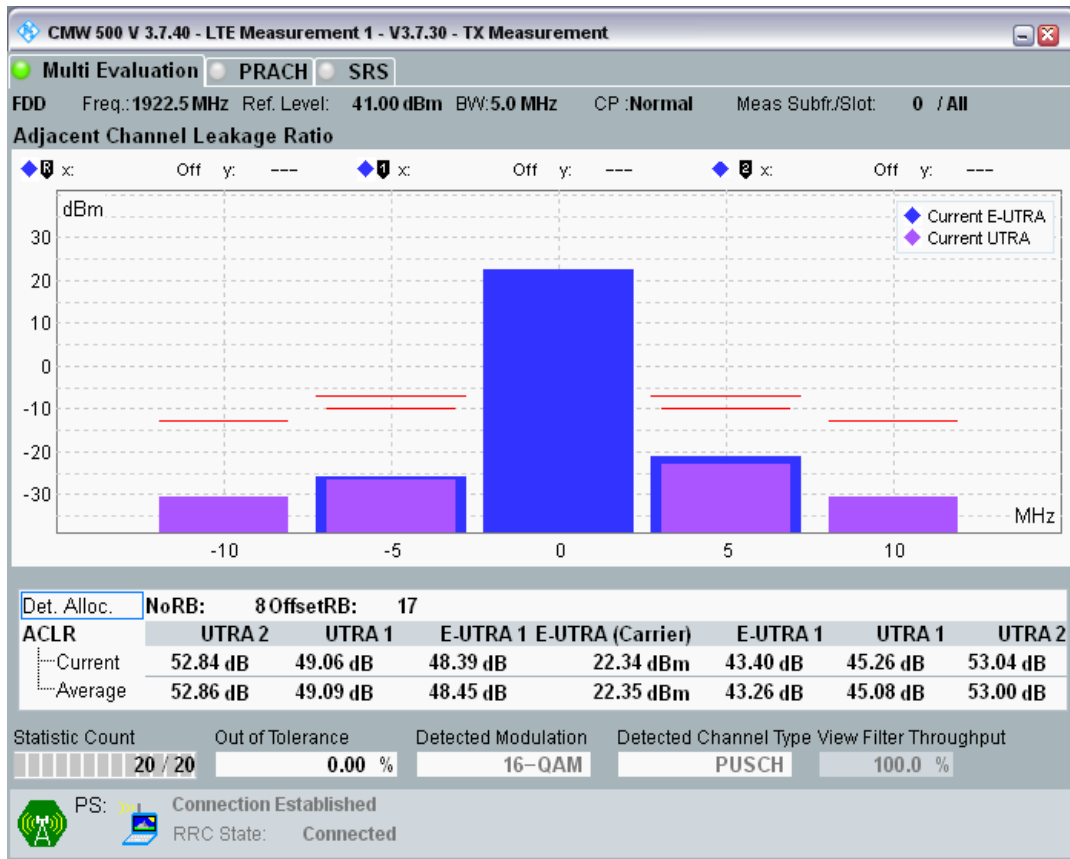 CMW 500 V 3.7.40 - LTE Measurement 1 - V3.7.30 - TX Measurement
Multi Evaluation PRACH SRS
FDD Freq.:1922.5 MHz Ref. Level: 41.00 dBm BW:5.0 MHz CP :Normal Meas Subfr./Slot: 0 / All
Adjacent Channel Leakage Ratio
R x: Off y: --- 1 x: Off y: --- 2 x: Off y: ---
dBm
Current E-UTRA
Current UTRA
30
20
10
0
-10
-20
-30
MHz
-10 -5 0 5 10
Det. Alloc. NoRB: 8 OffsetRB: 17
ACLR UTRA 2 UTRA 1 E-UTRA 1 E-UTRA (Carrier) E-UTRA 1 UTRA 1 UTRA 2
Current 52.84 dB 49.06 dB 48.39 dB 22.34 dBm 43.40 dB 45.26 dB 53.04 dB
Average 52.86 dB 49.09 dB 48.45 dB 22.35 dBm 43.26 dB 45.08 dB 53.00 dB
Statistic Count Out of Tolerance Detected Modulation Detected Channel Type View Filter Throughput
20 / 20 0.00 % 16-QAM PUSCH 100.0 %
PS: Connection Established
RRC State: Connected